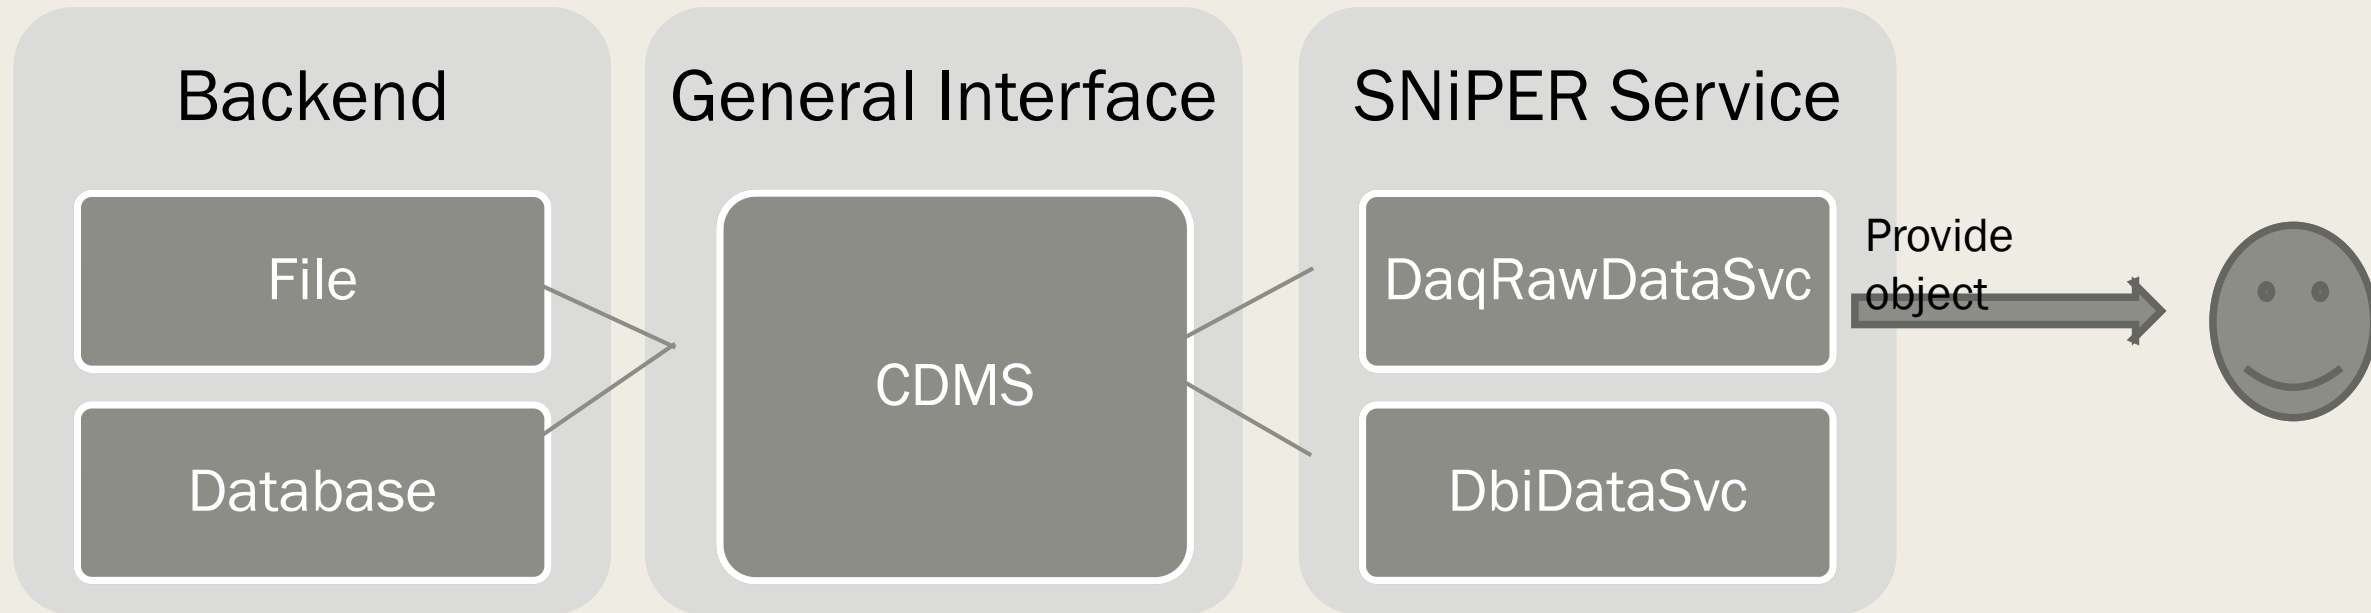 Backend
File
Database
General Interface
CDMS
SNiPER Service
DaqRawDataSvc
DbiDataSvc
Provide
object